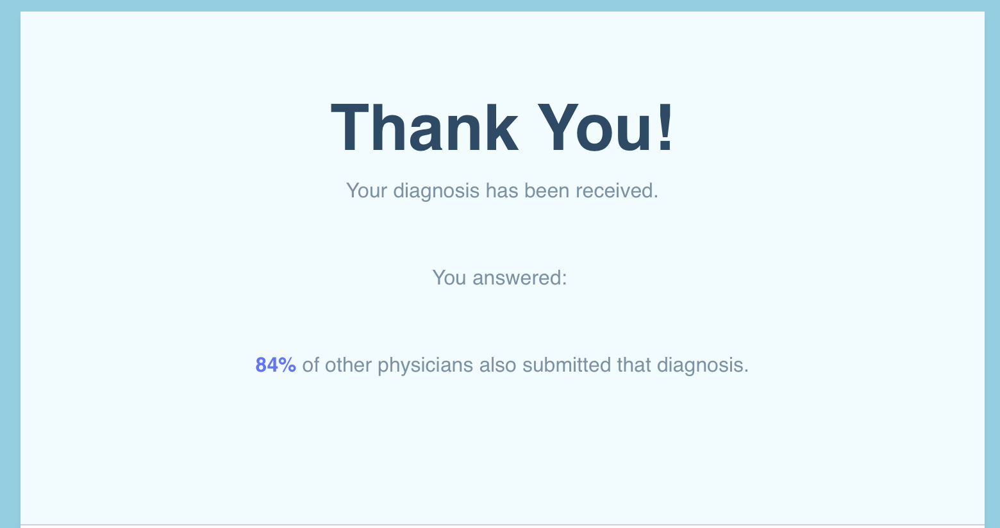 Thank You!
Your diagnosis has been received.
You answered:
84% of other physicians also submitted that diagnosis.